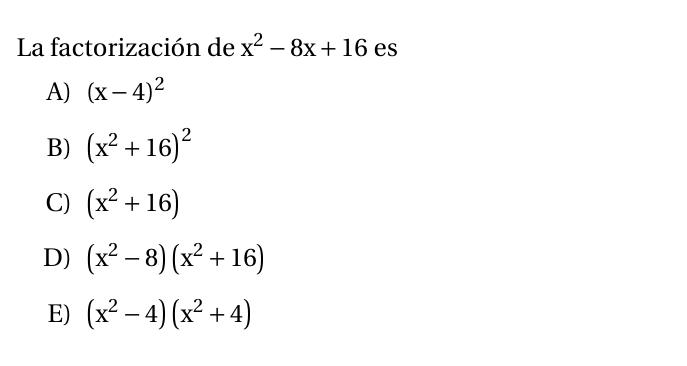 La factorización de x² − 8x + 16 es
A) (x − 4)²
B) (x² + 16)²
C) (x² + 16)
D) (x² − 8)(x² + 16)
E) (x² − 4)(x² + 4)